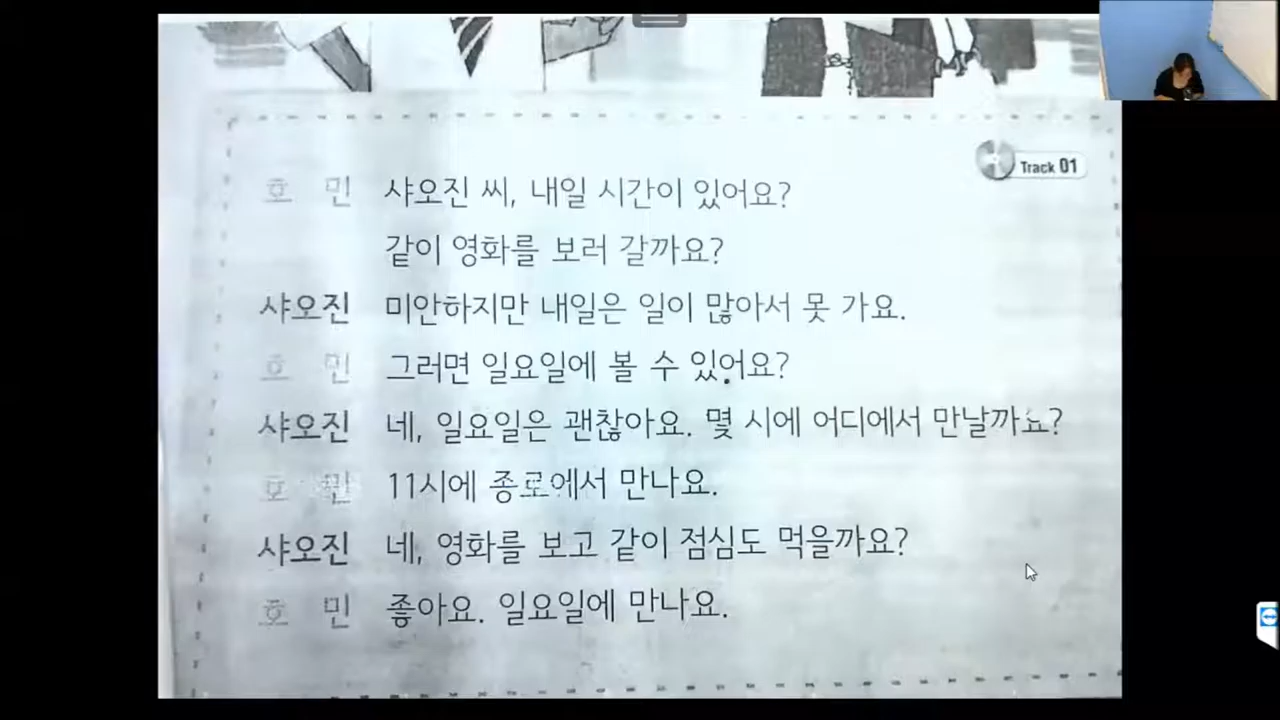 Track 01
호 민 샤오진 씨, 내일 시간이 있어요?
같이 영화를 보러 갈까요?
샤오진 미안하지만 내일은 일이 많아서 못 가요.
호 민 그러면 일요일에 볼 수 있어요?
샤오진 네, 일요일은 괜찮아요. 몇 시에 어디에서 만날까요?
호 민 11시에 종로에서 만나요.
샤오진 네, 영화를 보고 같이 점심도 먹을까요?
호 민 좋아요. 일요일에 만나요.